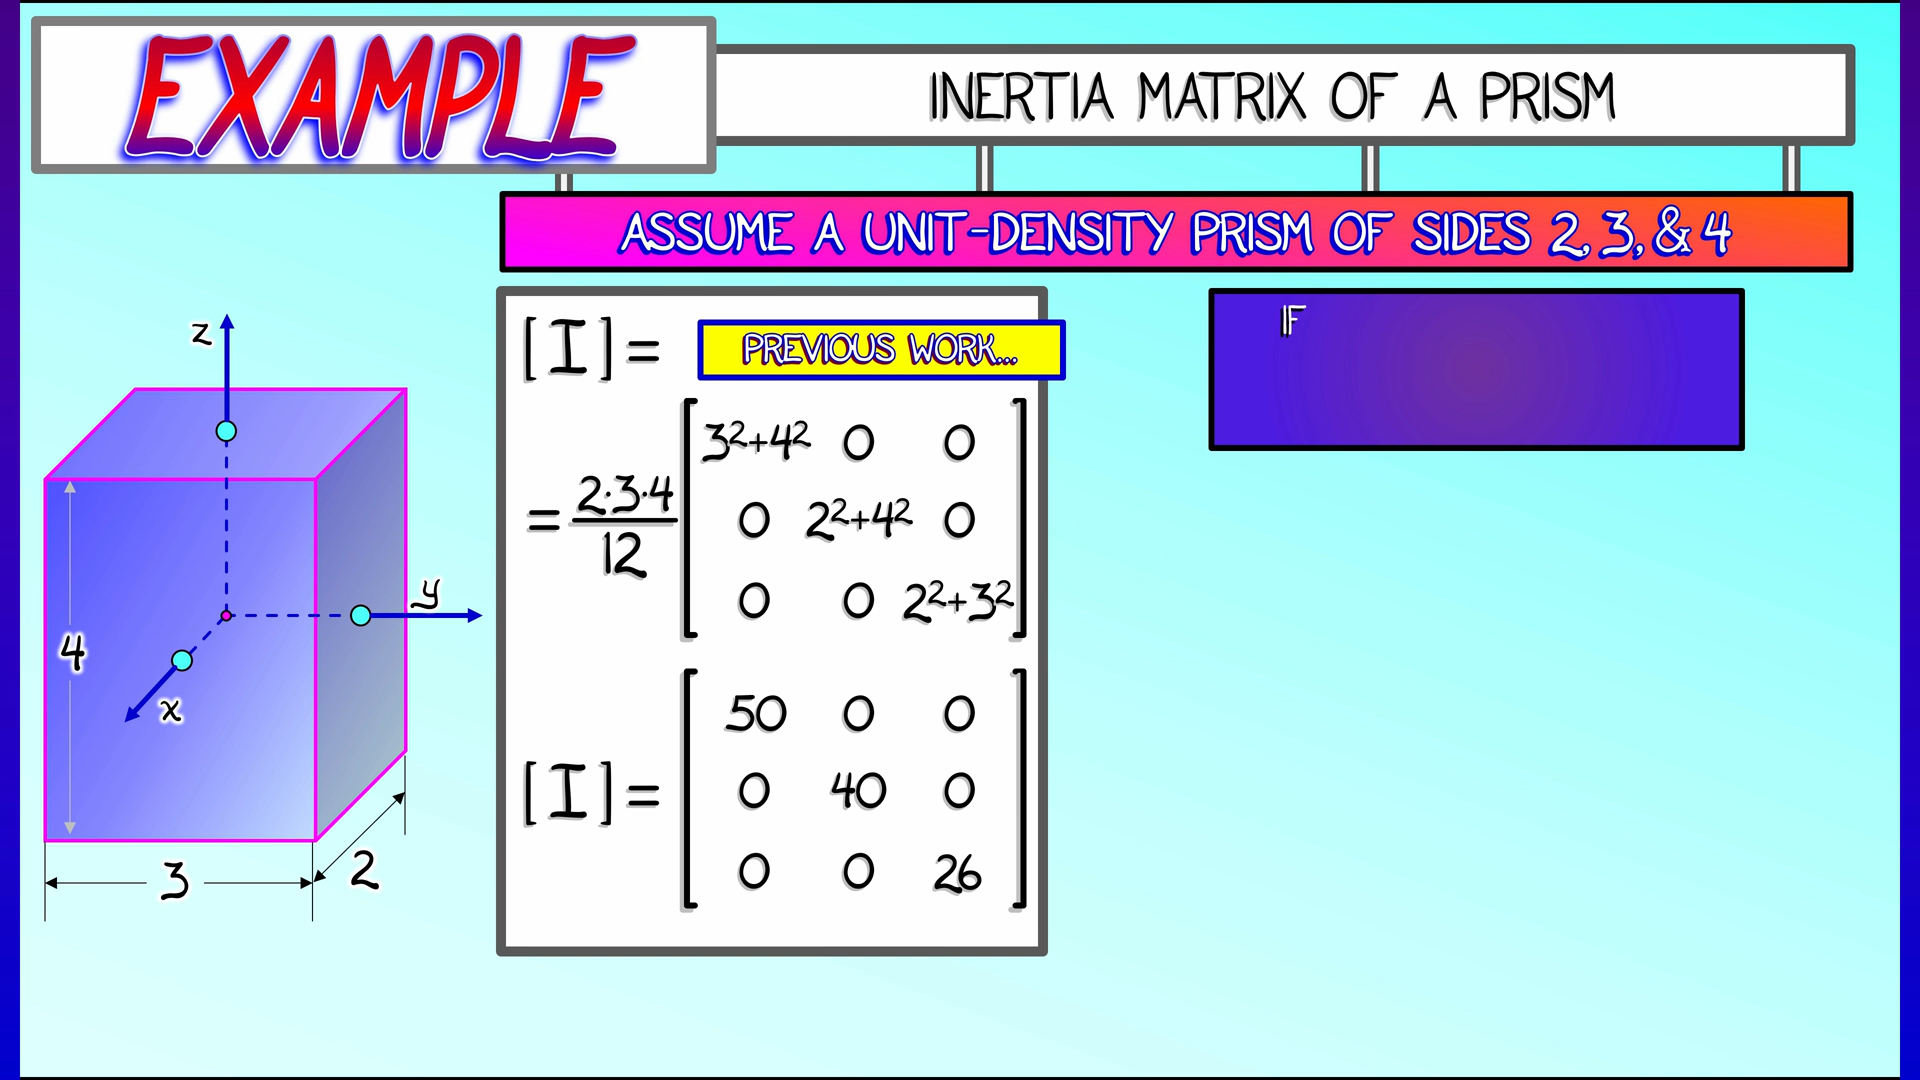 EXAMPLE
INERTIA MATRIX OF A PRISM
ASSUME A UNIT-DENSITY PRISM OF SIDES 2, 3, & 4
[I] = PREVIOUS WORK...
= 2·3·4/12 [3²+4² 0 0
0 2²+4² 0
0 0 2²+3²]
[I] = [50 0 0
0 40 0
0 0 26]
IF
z
y
x
4
3
2